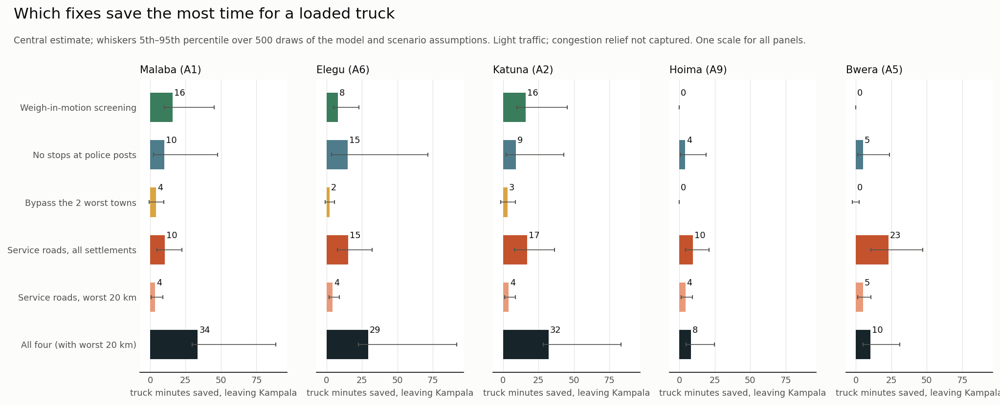 Which fixes save the most time for a loaded truck
Central estimate; whiskers 5th–95th percentile over 500 draws of the model and scenario assumptions. Light traffic; congestion relief not captured. One scale for all panels.
Malaba (A1) Elegu (A6) Katuna (A2) Hoima (A9) Bwera (A5)
Weigh-in-motion screening 16 8 16 0 0
No stops at police posts 10 15 9 4 5
Bypass the 2 worst towns 4 2 3 0 0
Service roads, all settlements 10 15 17 10 23
Service roads, worst 20 km 4 4 4 4 5
All four (with worst 20 km) 34 29 32 8 10
0 25 50 75 0 25 50 75 0 25 50 75 0 25 50 75 0 25 50 75
truck minutes saved, leaving Kampala truck minutes saved, leaving Kampala truck minutes saved, leaving Kampala truck minutes saved, leaving Kampala truck minutes saved, leaving Kampala